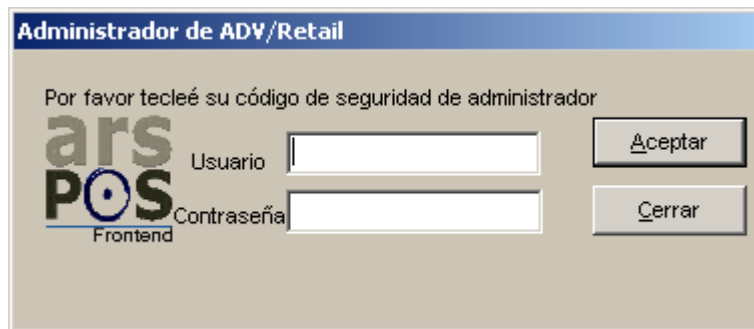 Administrador de ADV/Retail
Por favor tecleé su código de seguridad de administrador
ars
POS
Frontend
Usuario
Contraseña
Aceptar
Cerrar